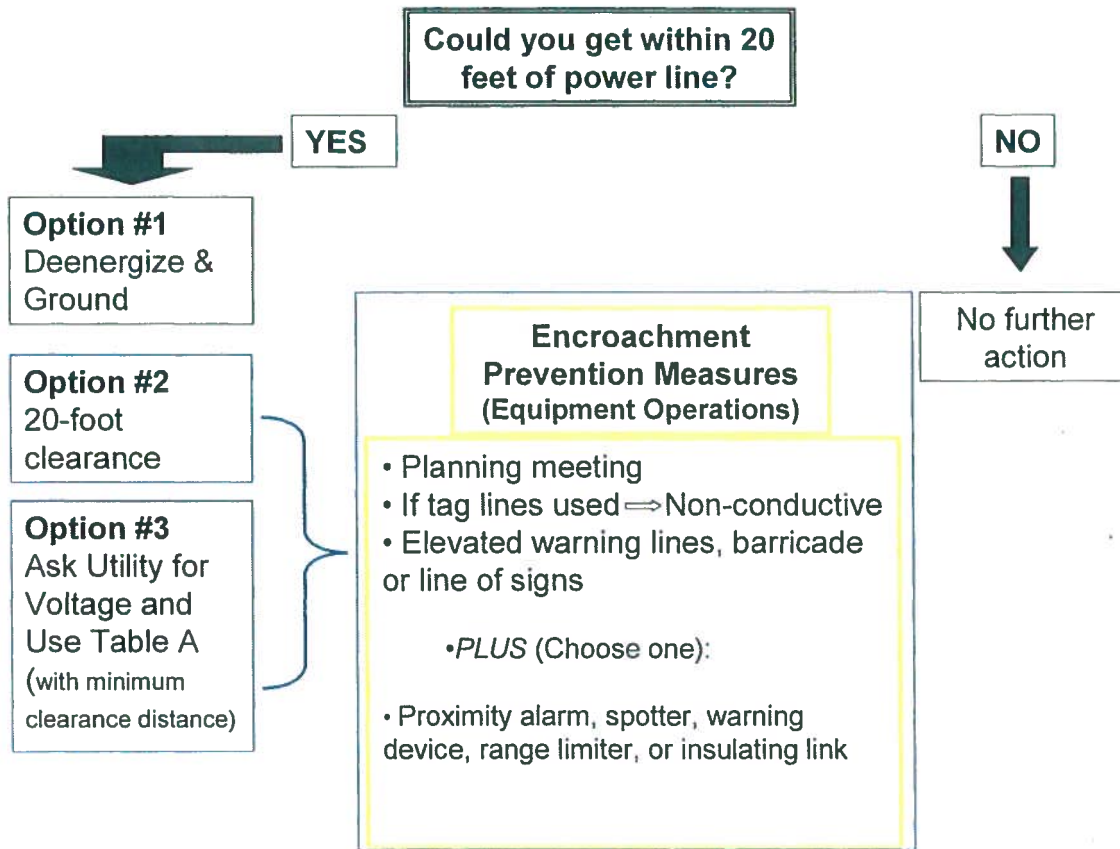 Could you get within 20
feet of power line?
YES
NO
Option #1
Deenergize &
Ground
Option #2
20-foot
clearance
Option #3
Ask Utility for
Voltage and
Use Table A
(with minimum
clearance distance)
Encroachment
Prevention Measures
(Equipment Operations)
• Planning meeting
• If tag lines used ⇒ Non-conductive
• Elevated warning lines, barricade
or line of signs
•PLUS (Choose one):
• Proximity alarm, spotter, warning
device, range limiter, or insulating link
No further
action